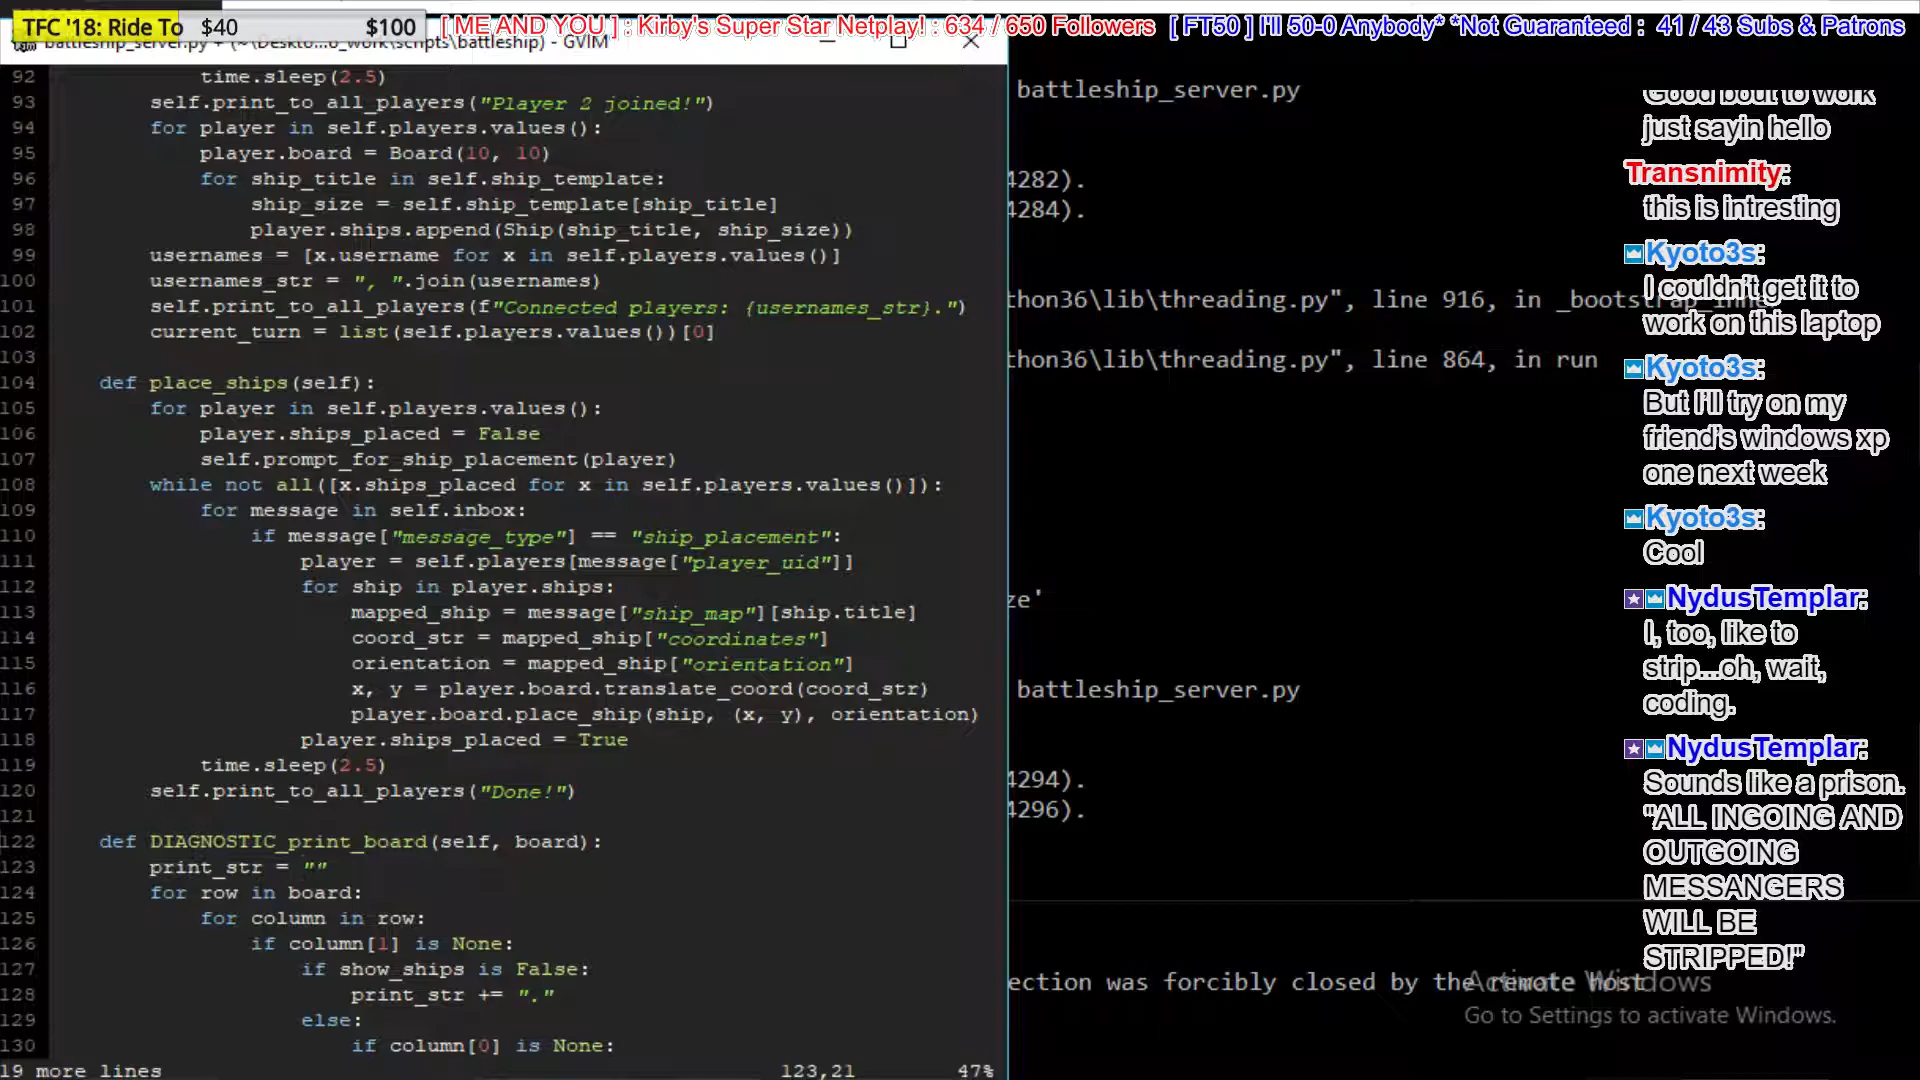 TFC '18: Ride To $40 $100
[ ME AND YOU ] : Kirby's Super Star Netplay! : 634 / 650 Followers [ FT50 ] I'll 50-0 Anybody* *Not Guaranteed : 41 / 43 Subs & Patrons
battleship_server.py + (~\Deskto...o_work\scripts\battleship) - GVIM
92 time.sleep(2.5)
93 self.print_to_all_players("Player 2 joined!")
94 for player in self.players.values():
95 player.board = Board(10, 10)
96 for ship_title in self.ship_template:
97 ship_size = self.ship_template[ship_title]
98 player.ships.append(Ship(ship_title, ship_size))
99 usernames = [x.username for x in self.players.values()]
100 usernames_str = ", ".join(usernames)
101 self.print_to_all_players(f"Connected players: {usernames_str}.")
102 current_turn = list(self.players.values())[0]
103
104 def place_ships(self):
105 for player in self.players.values():
106 player.ships_placed = False
107 self.prompt_for_ship_placement(player)
108 while not all([x.ships_placed for x in self.players.values()]):
109 for message in self.inbox:
110 if message["message_type"] == "ship_placement":
111 player = self.players[message["player_uid"]]
112 for ship in player.ships:
113 mapped_ship = message["ship_map"][ship.title]
114 coord_str = mapped_ship["coordinates"]
115 orientation = mapped_ship["orientation"]
116 x, y = player.board.translate_coord(coord_str)
117 player.board.place_ship(ship, (x, y), orientation)
118 player.ships_placed = True
119 time.sleep(2.5)
120 self.print_to_all_players("Done!")
121
122 def DIAGNOSTIC_print_board(self, board):
123 print_str = ""
124 for row in board:
125 for column in row:
126 if column[1] is None:
127 if show_ships is False:
128 print_str += "."
129 else:
130 if column[0] is None:
19 more lines 123,21 47%
battleship_server.py
4282).
4284).
thon36\lib\threading.py", line 916, in _bootstrap_inne
thon36\lib\threading.py", line 864, in run
ze'
battleship_server.py
4294).
4296).
ection was forcibly closed by the remote host
Good bout to work
just sayin hello
Transnimity:
this is intresting
Kyoto3s:
I couldn't get it to
work on this laptop
Kyoto3s:
But I'll try on my
friend's windows xp
one next week
Kyoto3s:
Cool
NydusTemplar:
I, too, like to
strip...oh, wait,
coding.
NydusTemplar:
Sounds like a prison.
"ALL INGOING AND
OUTGOING
MESSANGERS
WILL BE
STRIPPED!"
Activate Windows
Go to Settings to activate Windows.